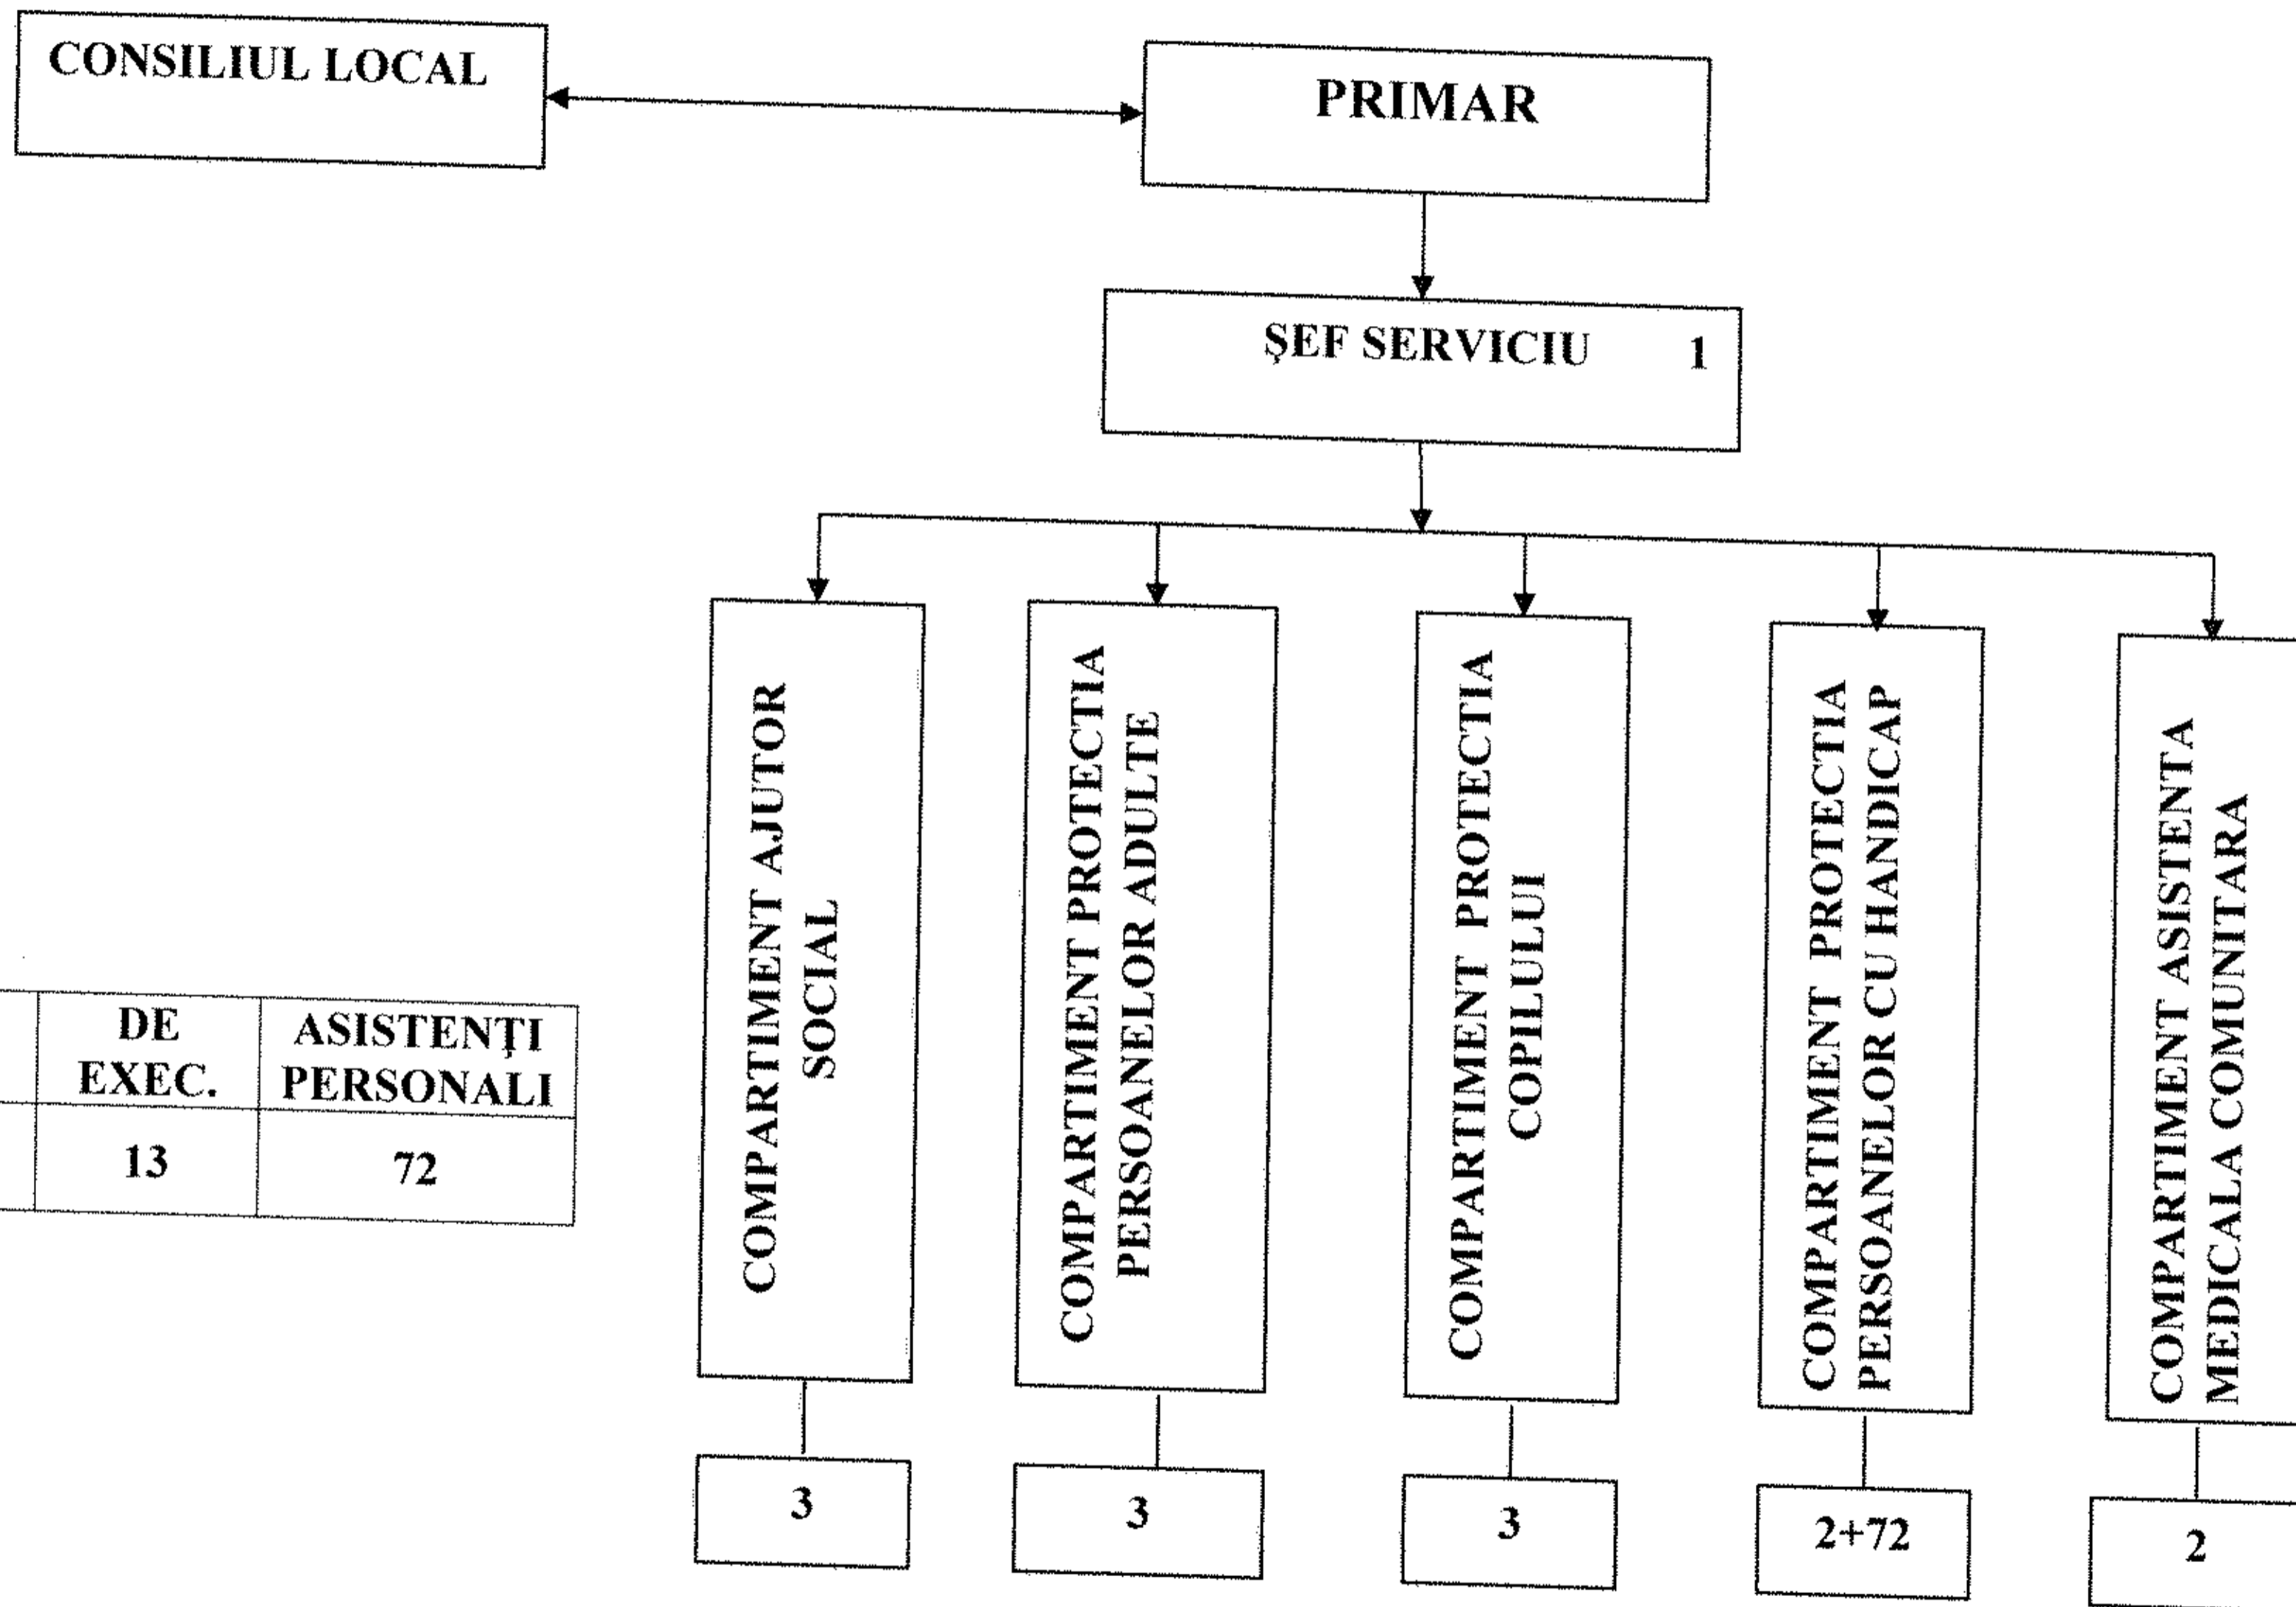 CONSILIUL LOCAL
PRIMAR
ŞEF SERVICIU 1
COMPARTIMENT AJUTOR
SOCIAL
COMPARTIMENT PROTECTIA
PERSOANELOR ADULTE
COMPARTIMENT PROTECTIA
COPILULUI
COMPARTIMENT PROTECTIA
PERSOANELOR CU HANDICAP
COMPARTIMENT ASISTENTA
MEDICALA COMUNITARA
DE
EXEC.
ASISTENŢI
PERSONALI
13
72
3
3
3
2+72
2